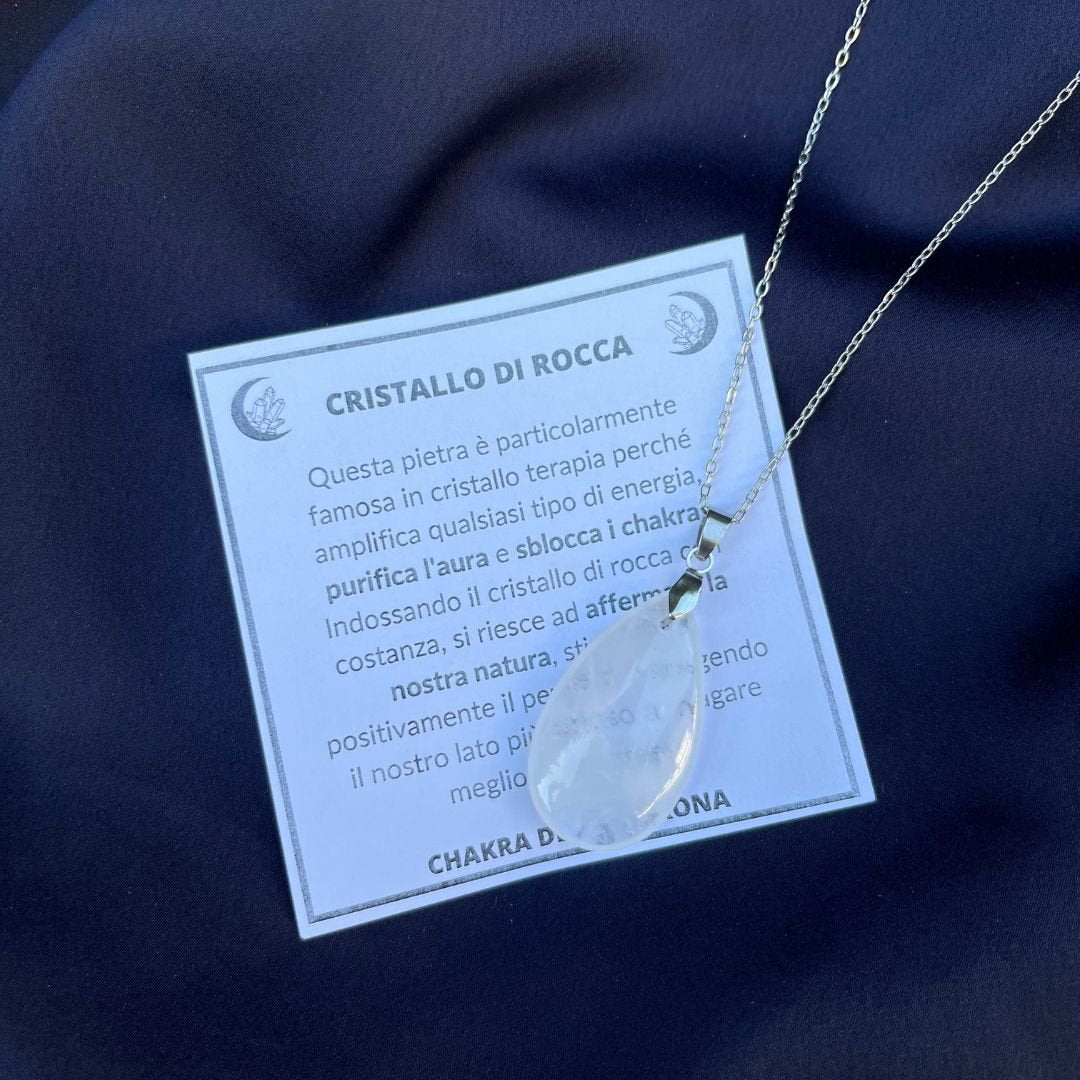 CRISTALLO DI ROCCA
Questa pietra è particolarmente
famosa in cristallo terapia perché
amplifica qualsiasi tipo di energia,
purifica l'aura e sblocca i chakra
Indossando il cristallo di rocca
costanza, si riesce ad la
nostra natura,
positivamente il
il nostro lato più
meglio
CHAKRA